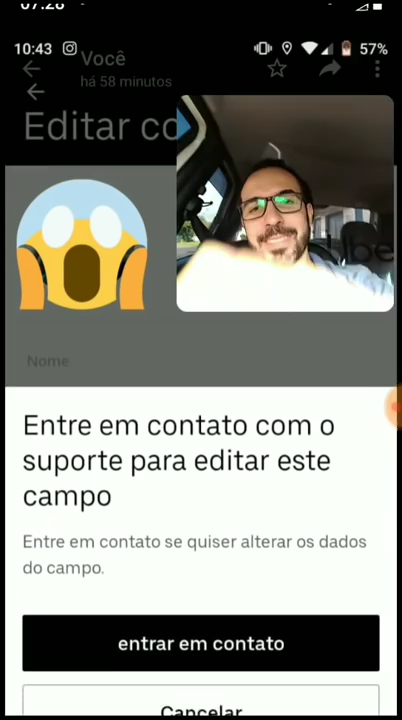 07:28
10:43
57%
Você
há 58 minutos
Editar co
Nome
Entre em contato com o
suporte para editar este
campo
Entre em contato se quiser alterar os dados
do campo.
entrar em contato
Cancelar